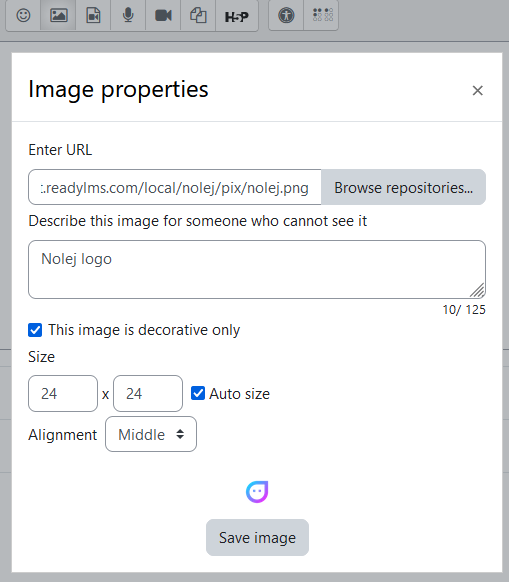 H5P
Image properties
×
Enter URL
:.readylms.com/local/nolej/pix/nolej.png Browse repositories...
Describe this image for someone who cannot see it
Nolej logo
10/ 125
This image is decorative only
Size
24 x 24 Auto size
Alignment Middle
Save image